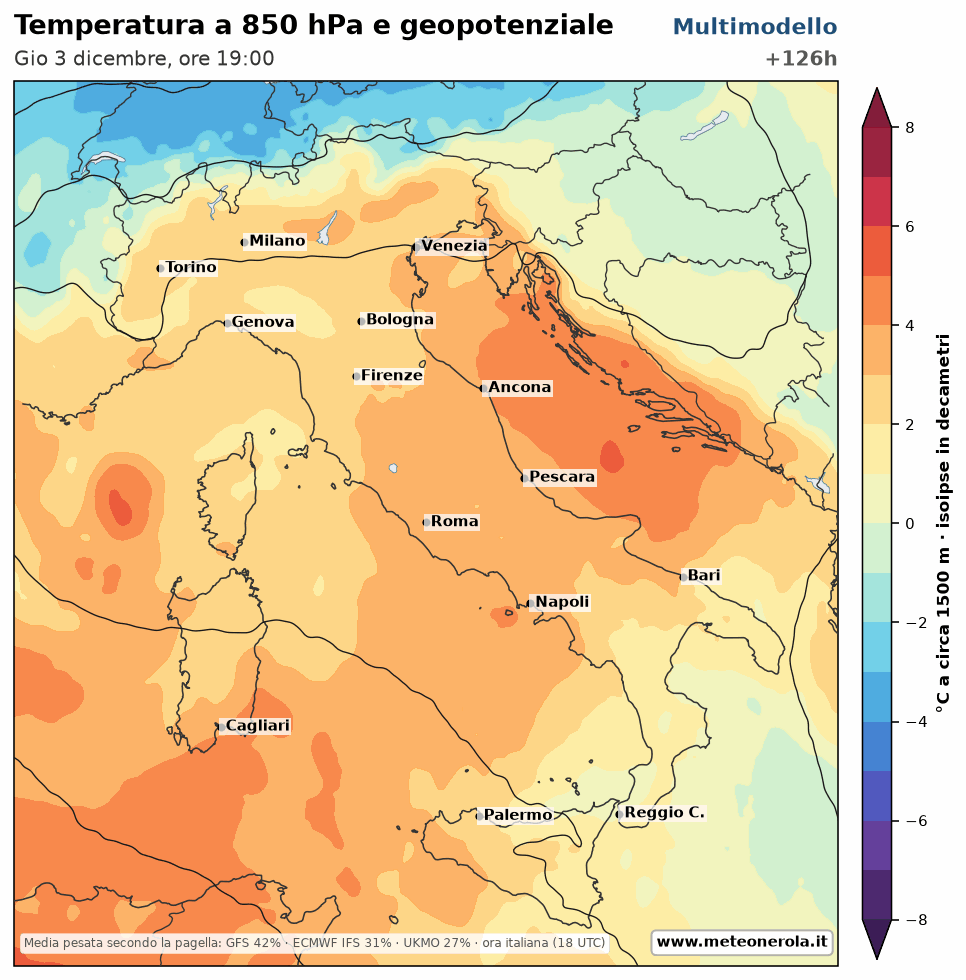 Temperatura a 850 hPa e geopotenziale
Multimodello
Gio 3 dicembre, ore 19:00
+126h
Milano
Venezia
Torino
Genova
Bologna
Firenze
Ancona
Pescara
Roma
Bari
Napoli
Cagliari
Palermo
Reggio C.
8
6
4
2
0
−2
−4
−6
−8
°C a circa 1500 m · isoipse in decametri
Media pesata secondo la pagella: GFS 42% · ECMWF IFS 31% · UKMO 27% · ora italiana (18 UTC)
www.meteonerola.it